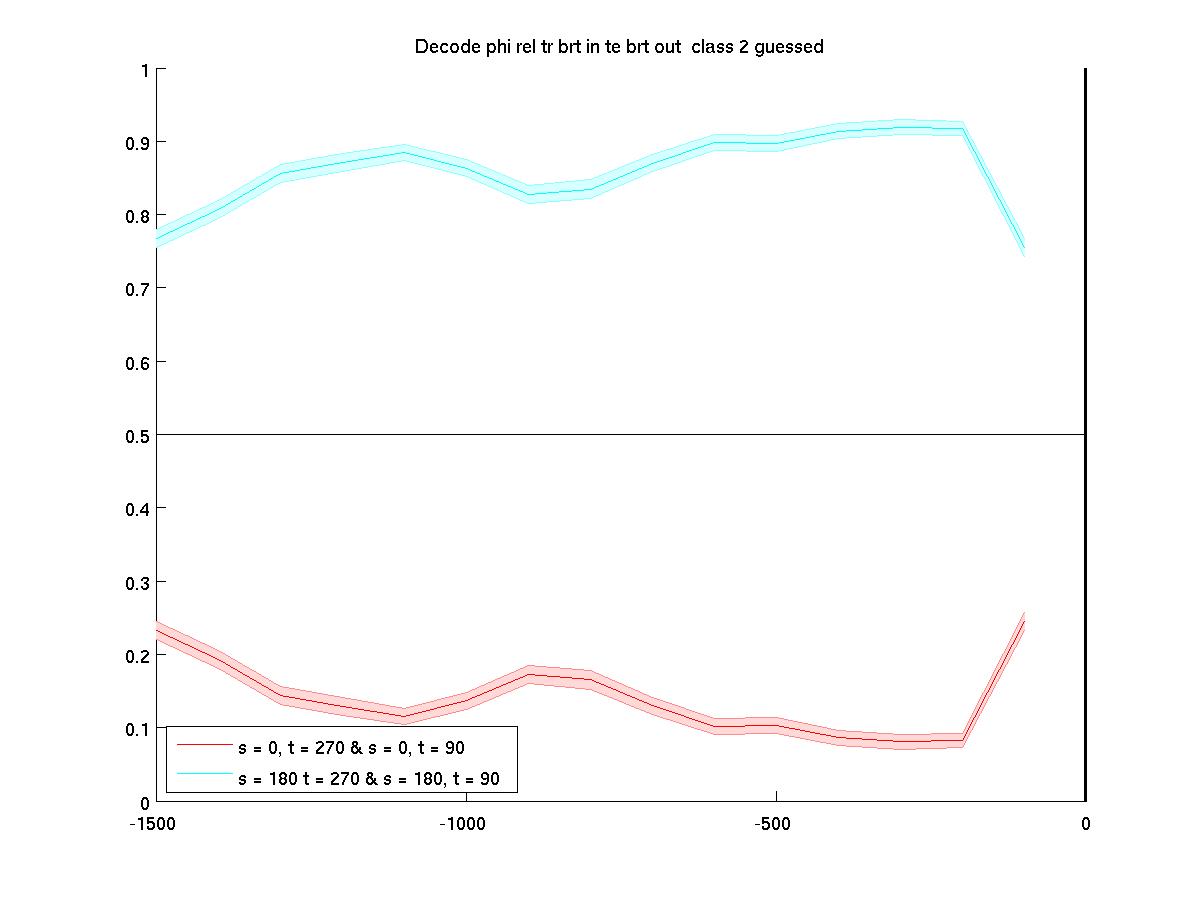 Decode phi rel tr brt in te brt out  class 2 guessed
1
0.9
0.8
0.7
0.6
0.5
0.4
0.3
0.2
0.1
0
s = 0, t = 270 & s = 0, t = 90
s = 180 t = 270 & s = 180, t = 90
-1500 -1000 -500 0